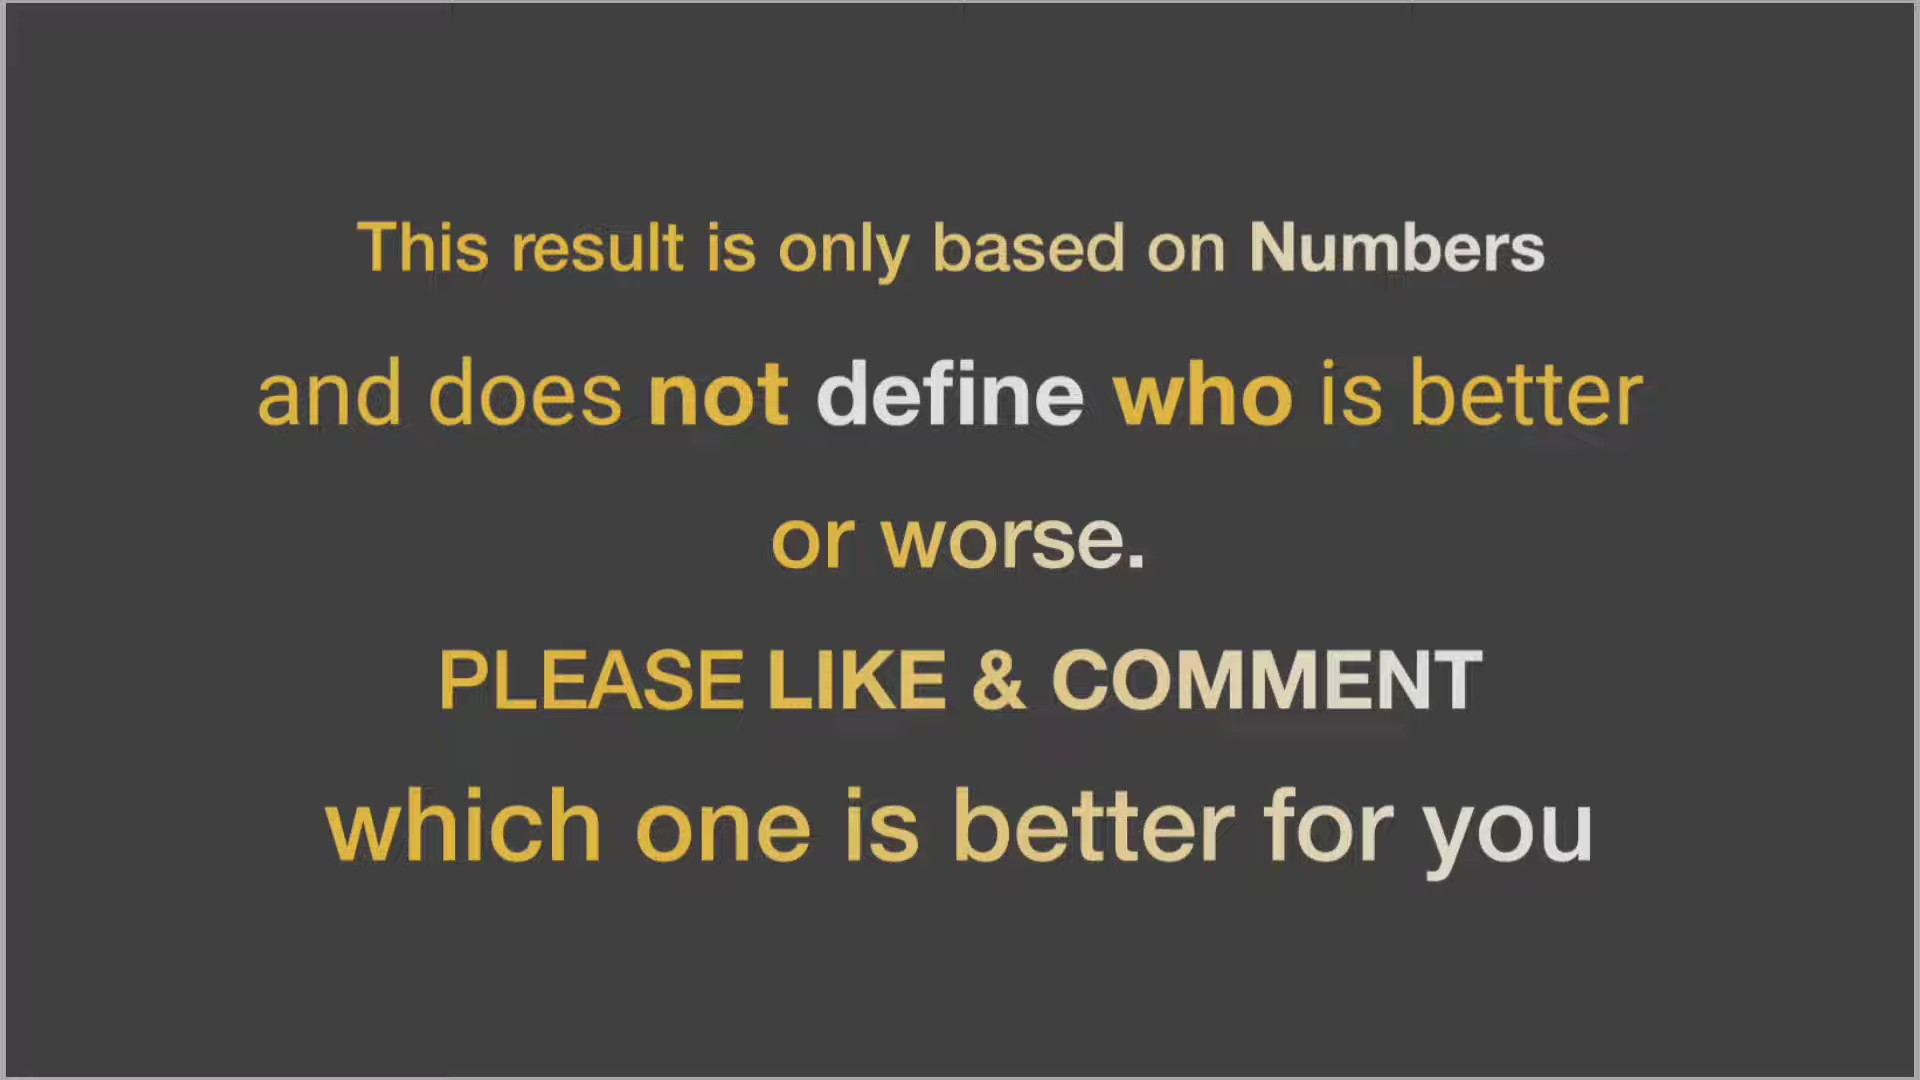 This result is only based on Numbers
and does not define who is better
or worse.
PLEASE LIKE & COMMENT
which one is better for you